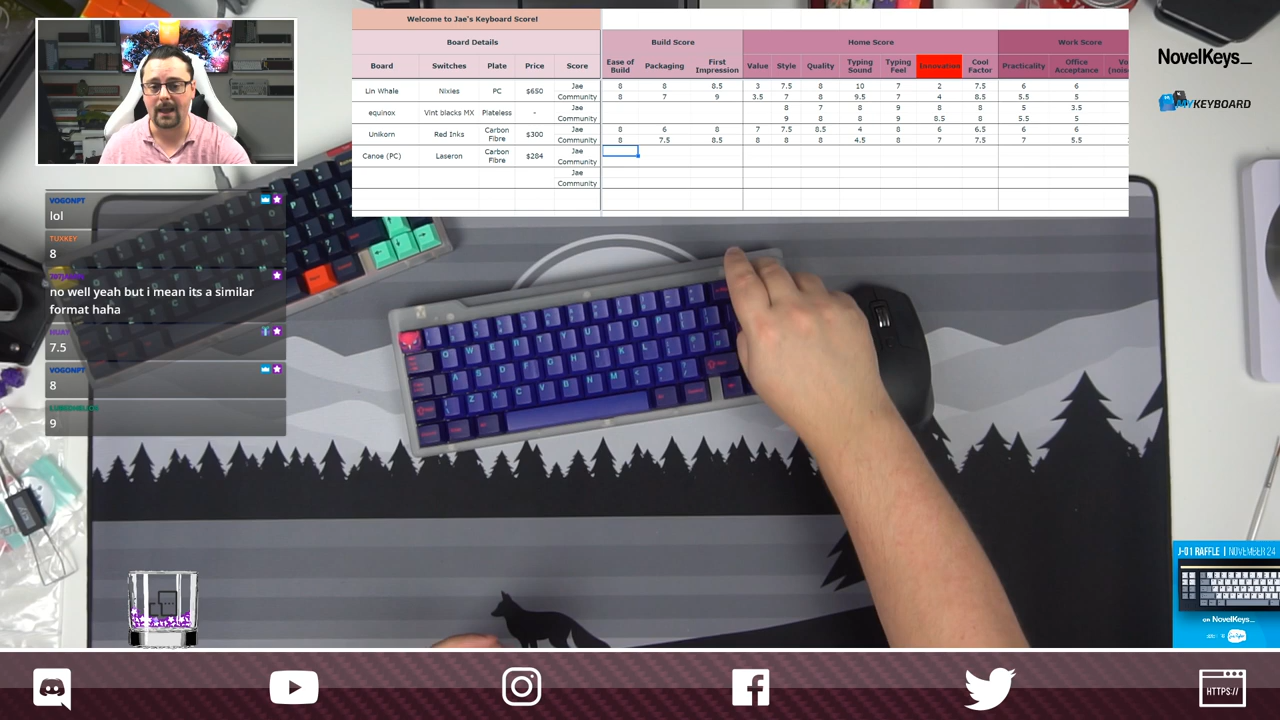 Welcome to Jae's Keyboard Score!
Board Details Build Score Home Score Work Score
Board Switches Plate Price Score Ease of Build Packaging First Impression Value Style Quality Typing Sound Typing Feel Innovation Cool Factor Practicality Office Acceptance
Lin Whale Nixies PC $650 Jae 8 8 8.5 3 7.5 8 10 7 2 7.5 6 6
Community 8 7 9 3.5 7 8 9.5 7 4 8.5 5.5 5
equinox Vint blacks MX Plateless - Jae 8 7 8 9 8 8 5 3.5
Community 9 8 8 9 8.5 8 5.5 5
Unikorn Red Inks Carbon Fibre $300 Jae 8 6 8 7 7.5 8.5 4 8 6 6.5 6 6
Community 8 7.5 8.5 8 8 8 4.5 8 7 7.5 7 5.5
Canoe (PC) Laseron Carbon Fibre $284 Jae
Community
Jae
Community
NovelKeys_
MYKEYBOARD
VOGONPT
lol
TUXKEY
8
no well yeah but i mean its a similar
format haha
7.5
VOGONPT
8
9
J-01 RAFFLE | NOVEMBER 24
ON NovelKeys_
HTTPS://